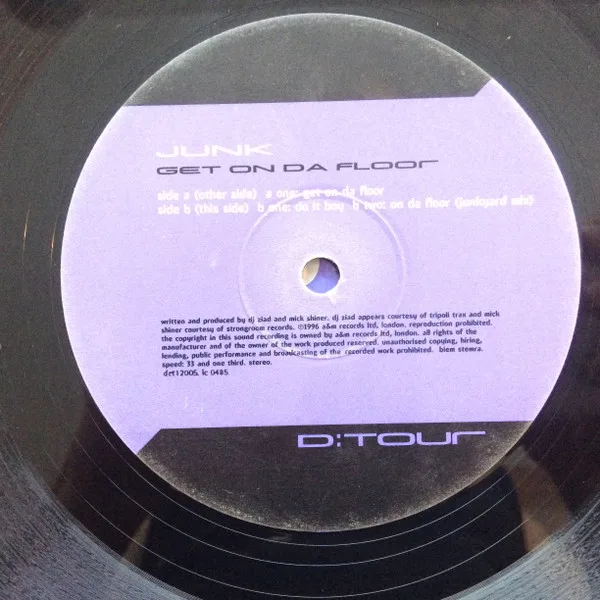 JUNK
GET ON DA FLOOR
side a (other side) a one: get on da floor
side b (this side) b one: do it boy b two: on da floor (junkyard mix)
written and produced by dj ziad and mick shiner. dj ziad appears courtesy of tripoli trax and mick
shiner courtesy of strongroom records. ℗1996 a&m records ltd, london. reproduction prohibited.
the copyright in this sound recording is owned by a&m records ltd, london. all rights of the
manufacturer and of the owner of the work produced reserved. unauthorised copying, hiring,
lending, public performance and broadcasting of the recorded work prohibited. biem stemra.
speed: 33 and one third. stereo.
det12005. lc 0485
D:TOUR